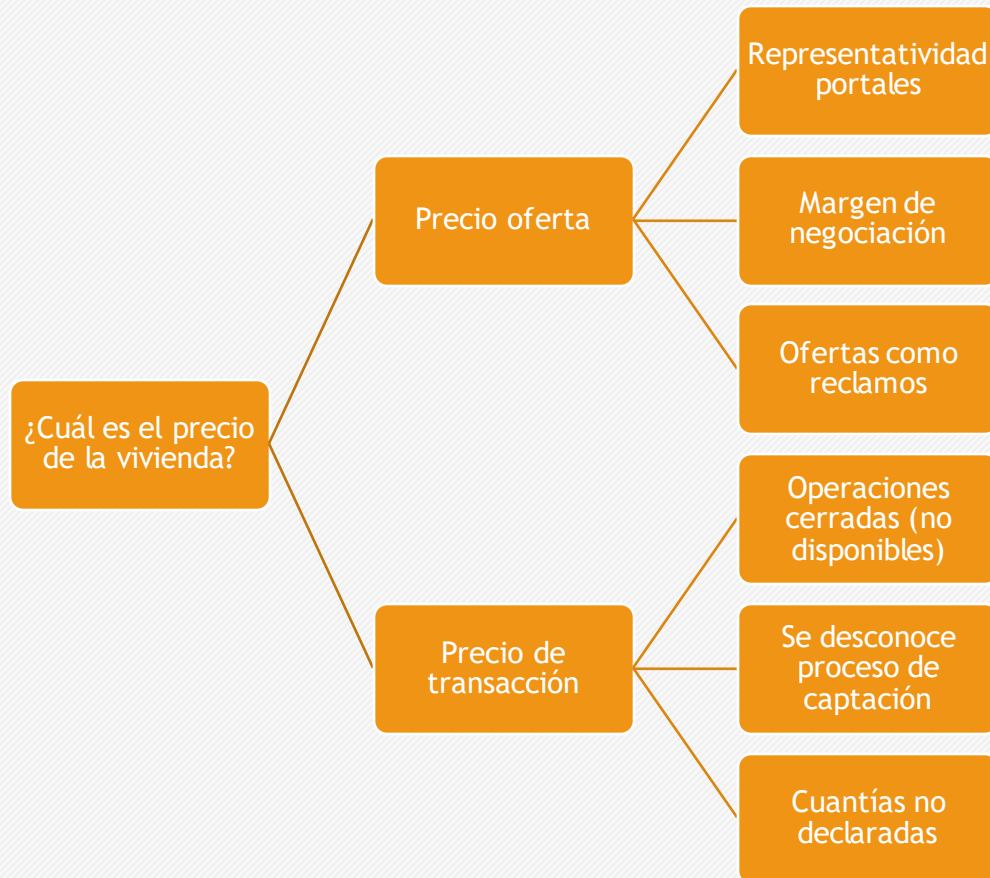 ¿Cuál es el precio
de la vivienda?
Precio oferta
Representatividad
portales
Margen de
negociación
Ofertas como
reclamos
Precio de
transacción
Operaciones
cerradas (no
disponibles)
Se desconoce
proceso de
captación
Cuantías no
declaradas